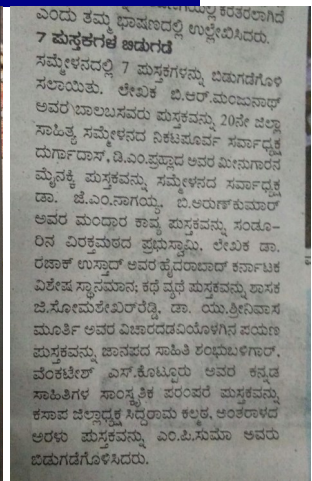 ಎಂದು ತಮ್ಮ ಭಾಷಣದಲ್ಲಿ ಉಲ್ಲೇಖಿಸಿದರು.
7 ಪುಸ್ತಕಗಳ ಬಿಡುಗಡೆ
ಸಮ್ಮೇಳನದಲ್ಲಿ 7 ಪುಸ್ತಕಗಳನ್ನು ಬಿಡುಗಡೆಗೊಳಿ
ಸಲಾಯಿತು. ಲೇಖಕ ಬಿ.ಆರ್.ಮಂಜುನಾಥ್
ಅವರ ಬಾಲಬಸವರು ಪುಸ್ತಕವನ್ನು 20ನೇ ಜಿಲ್ಲಾ
ಸಾಹಿತ್ಯ ಸಮ್ಮೇಳನದ ನಿಕಟಪೂರ್ವ ಸರ್ವಾಧ್ಯಕ್ಷ
ದುರ್ಗಾದಾಸ್, ಡಿ.ಎಂ.ಪ್ರಹ್ಲಾದ ಅವರ ಮೀನುಗಾರನ
ಮೈನಕ್ಕೆ ಪುಸ್ತಕವನ್ನು ಸಮ್ಮೇಳನದ ಸರ್ವಾಧ್ಯಕ್ಷ
ಡಾ. ಜೆ.ಎಂ.ನಾಗಯ್ಯ, ಬಿ.ಅರುಣ್‌ಕುಮಾರ್
ಅವರ ಮಂದ್ಹಾರ ಕಾವ್ಯ ಪುಸ್ತಕವನ್ನು ಸಂಡೂ-
ರಿನ ವಿರಕ್ತಮಠದ ಪ್ರಭುಸ್ವಾಮಿ, ಲೇಖಕ ಡಾ.
ರಜಾಕ್ ಉಸ್ತಾದ್ ಅವರ ಹೈದರಾಬಾದ್ ಕರ್ನಾಟಕ
ವಿಶೇಷ ಸ್ಥಾನಮಾನ; ಕಥೆ ವ್ಯಥೆ ಪುಸ್ತಕವನ್ನು ಶಾಸಕ
ಜಿ.ಸೋಮಶೇಖರ್‌ರೆಡ್ಡಿ, ಡಾ. ಯು.ಶ್ರೀನಿವಾಸ
ಮೂರ್ತಿ ಅವರ ವಿಚಾರದಡವಿಯೊಳಗಿನ ಪಯಣ
ಪುಸ್ತಕವನ್ನು ಜಾನಪದ ಸಾಹಿತಿ ಶಂಭುಬಳಿಗಾರ್,
ವೆಂಕಟೇಶ್ ಎಸ್.ಕೊಟ್ಟೂರು ಅವರ ಕನ್ನಡ
ಸಾಹಿತಿಗಳ ಸಾಂಸ್ಕೃತಿಕ ಪರಂಪರೆ ಪುಸ್ತಕವನ್ನು
ಕಸಾಪ ಜಿಲ್ಲಾಧ್ಯಕ್ಷ ಸಿದ್ದರಾಮ ಕಲ್ಮಠ, ಅಂತರಾಳದ
ಅರಳು ಪುಸ್ತಕವನ್ನು ಎಂ.ಪಿ.ಸುಮಾ ಅವರು
ಬಿಡುಗಡೆಗೊಳಿಸಿದರು.